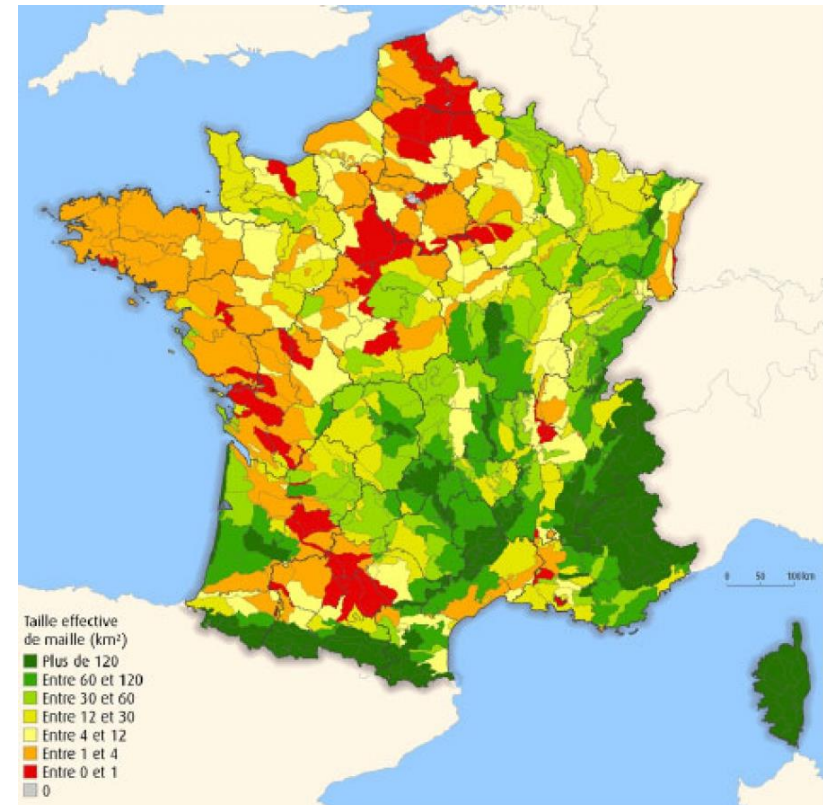 0 50 100km
Taille effective
de maille (km²)
Plus de 120
Entre 60 et 120
Entre 30 et 60
Entre 12 et 30
Entre 4 et 12
Entre 1 et 4
Entre 0 et 1
0